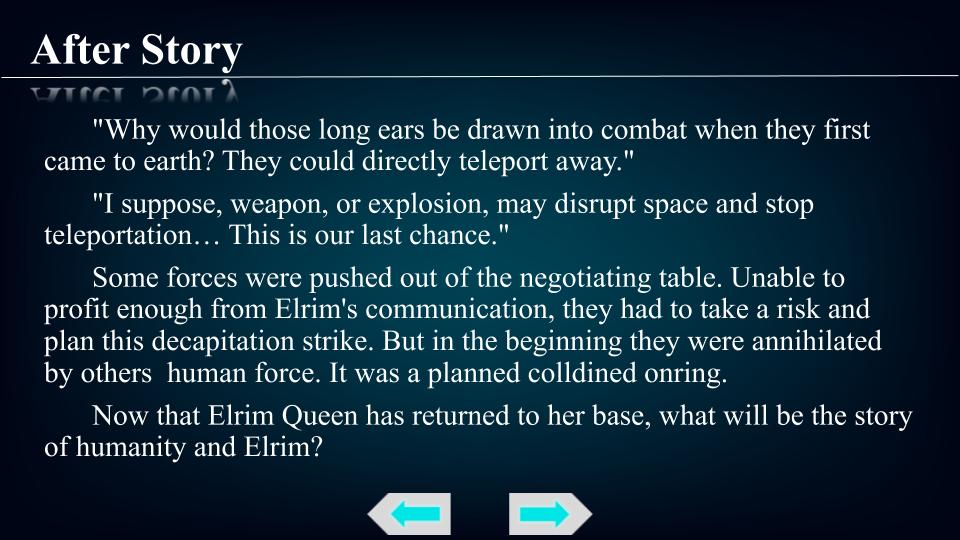 After Story
"Why would those long ears be drawn into combat when they first
came to earth? They could directly teleport away."
"I suppose, weapon, or explosion, may disrupt space and stop
teleportation… This is our last chance."
Some forces were pushed out of the negotiating table. Unable to
profit enough from Elrim's communication, they had to take a risk and
plan this decapitation strike. But in the beginning they were annihilated
by others  human force. It was a planned colldined onring.
Now that Elrim Queen has returned to her base, what will be the story
of humanity and Elrim?